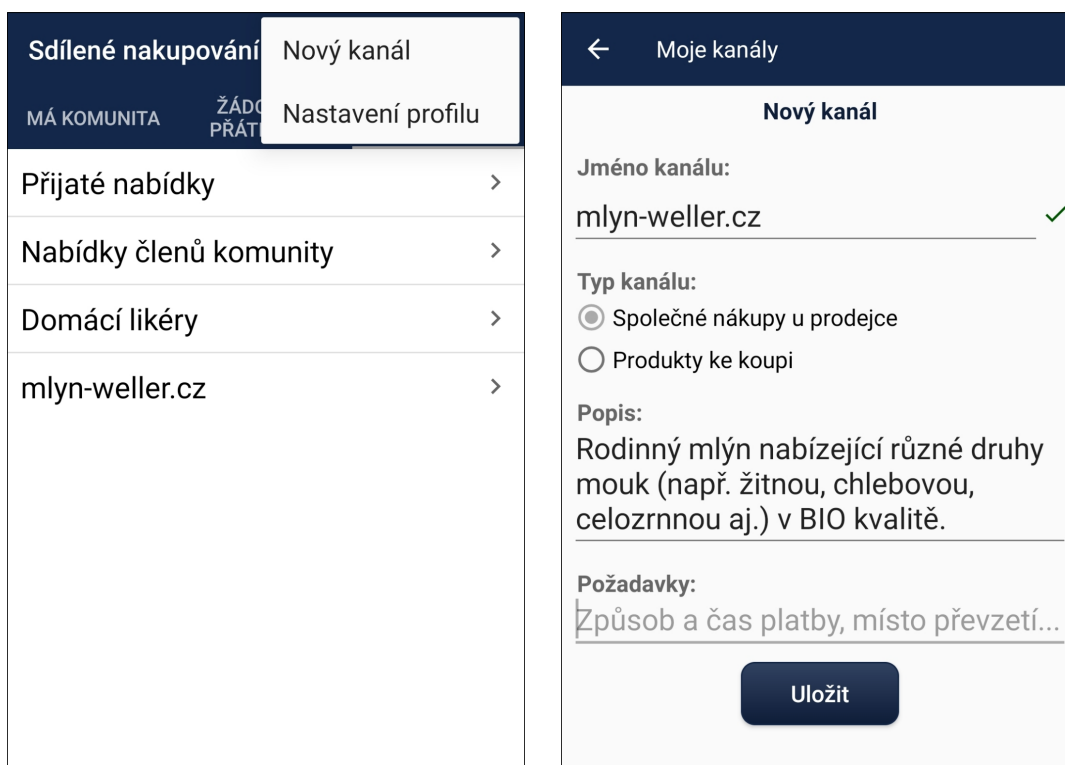 Sdílené nakupování
Nový kanál
Nastavení profilu
MÁ KOMUNITA
Přijaté nabídky
Nabídky členů komunity
Domácí likéry
mlyn-weller.cz
Moje kanály
Nový kanál
Jméno kanálu:
mlyn-weller.cz
Typ kanálu:
Společné nákupy u prodejce
Produkty ke koupi
Popis:
Rodinný mlýn nabízející různé druhy
mouk (např. žitnou, chlebovou,
celozrnnou aj.) v BIO kvalitě.
Požadavky:
Způsob a čas platby, místo převzetí...
Uložit